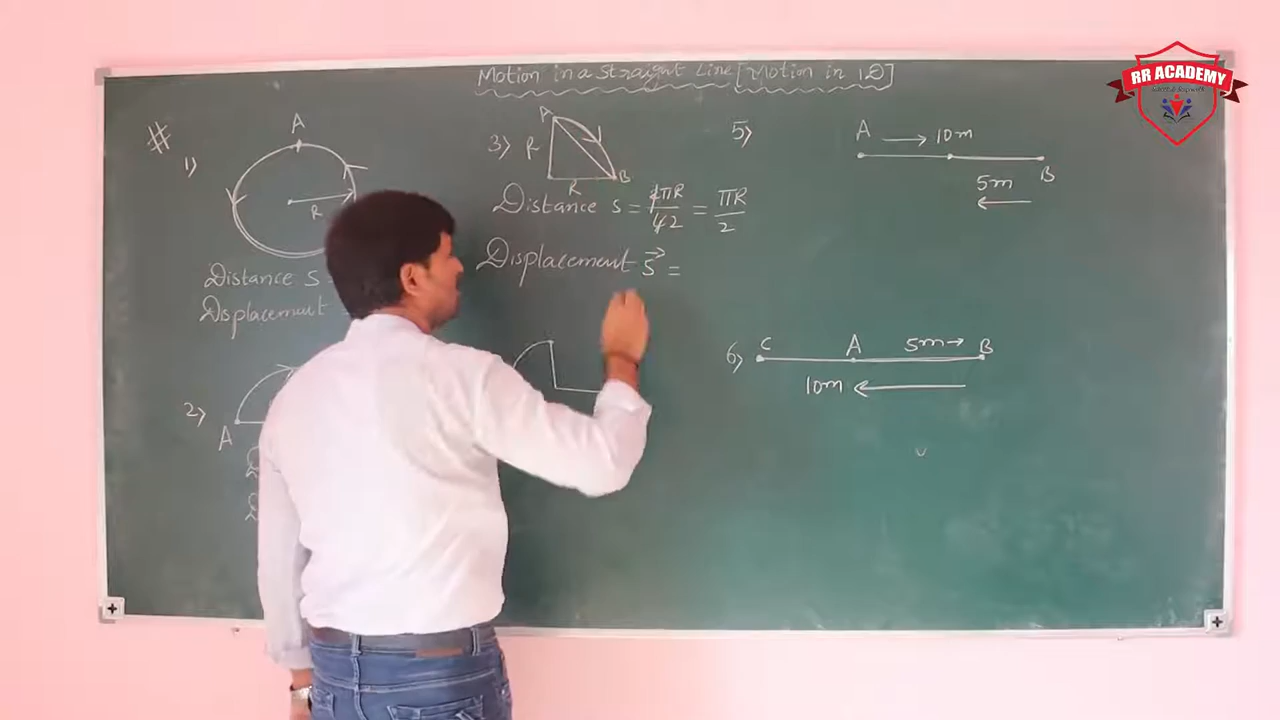 Motion in a Straight Line [Motion in 1D]
#
1)
A
R
Distance S
Displacement
2)
A
3)
A
R
R
B
Distance S = 2πR/42 = πR/2
Displacement S⃗ =
5)
A → 10m
B
5m
←
6)
C A 5m→ B
10m ←
RR ACADEMY